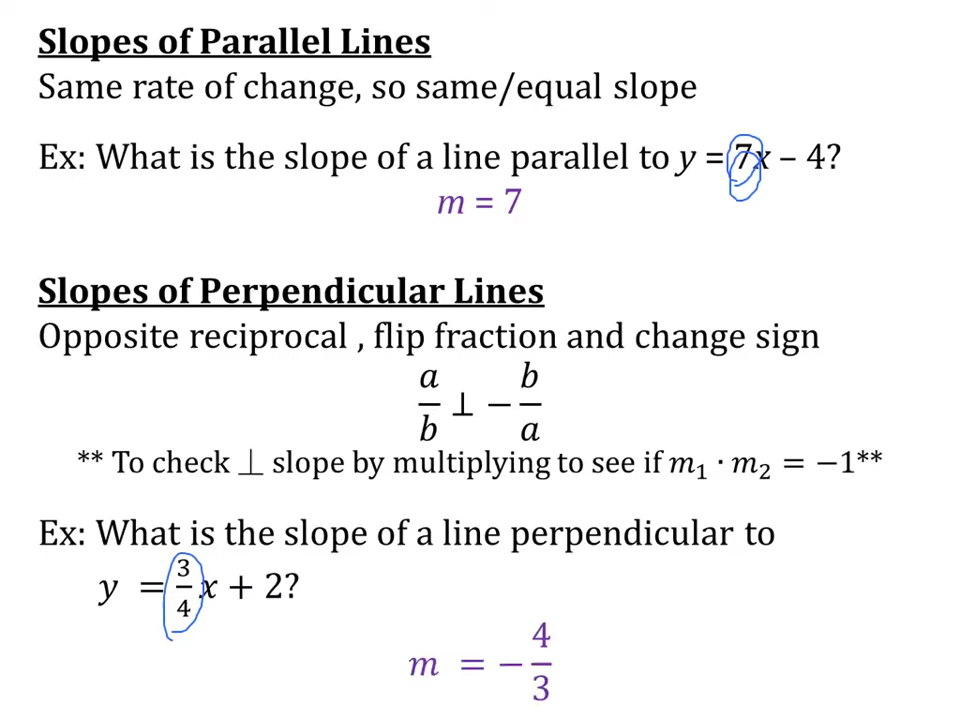 Slopes of Parallel Lines
Same rate of change, so same/equal slope
Ex: What is the slope of a line parallel to y = 7x – 4?
m = 7
Slopes of Perpendicular Lines
Opposite reciprocal , flip fraction and change sign
a/b ⊥ − b/a
** To check ⊥ slope by multiplying to see if m₁ · m₂ = −1**
Ex: What is the slope of a line perpendicular to
y = 3/4 x + 2?
m = − 4/3